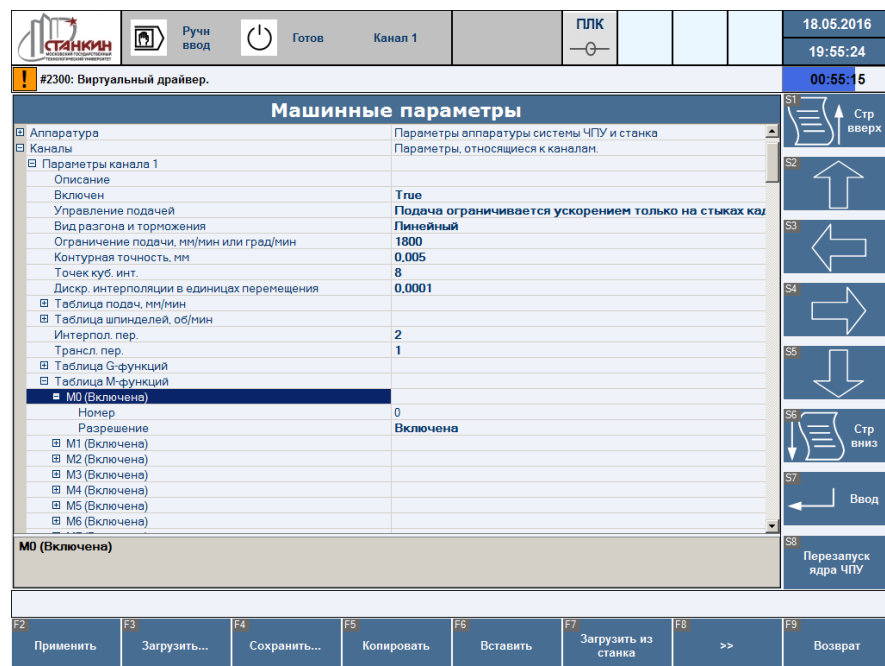 СТАНКИН
МОСКОВСКИЙ ГОСУДАРСТВЕННЫЙ
ТЕХНОЛОГИЧЕСКИЙ УНИВЕРСИТЕТ
Ручн
ввод
Готов
Канал 1
ПЛК
18.05.2016
19:55:24
! #2300: Виртуальный драйвер.
00:55:15
Машинные параметры
Аппаратура Параметры аппаратуры системы ЧПУ и станка
Каналы Параметры, относящиеся к каналам.
Параметры канала 1
Описание
Включен True
Управление подачей Подача ограничивается ускорением только на стыках кад
Вид разгона и торможения Линейный
Ограничение подачи, мм/мин или град/мин 1800
Контурная точность, мм 0,005
Точек куб. инт. 8
Дискр. интерполяции в единицах перемещения 0,0001
Таблица подач, мм/мин
Таблица шпинделей, об/мин
Интерпол. пер. 2
Трансл. пер. 1
Таблица G-функций
Таблица M-функций
M0 (Включена)
Номер 0
Разрешение Включена
M1 (Включена)
M2 (Включена)
M3 (Включена)
M4 (Включена)
M5 (Включена)
M6 (Включена)
M0 (Включена)
S1
Стр
вверх
S2
S3
S4
S5
S6
Стр
вниз
S7
Ввод
S8
Перезапуск
ядра ЧПУ
F2
Применить
F3
Загрузить...
F4
Сохранить...
F5
Копировать
F6
Вставить
F7
Загрузить из
станка
F8
>>
F9
Возврат